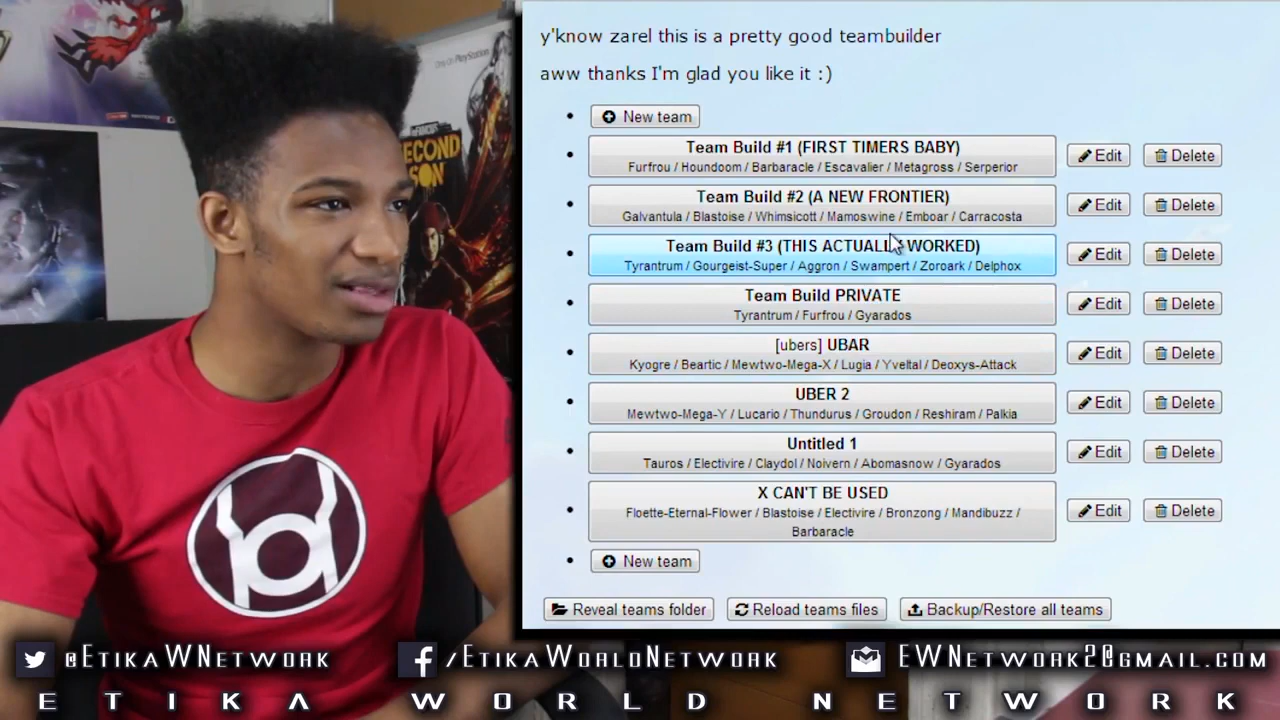 y'know zarel this is a pretty good teambuilder
aww thanks I'm glad you like it :)
New team
Team Build #1 (FIRST TIMERS BABY)
Furfrou / Houndoom / Barbaracle / Escavalier / Metagross / Serperior
Edit
Delete
Team Build #2 (A NEW FRONTIER)
Galvantula / Blastoise / Whimsicott / Mamoswine / Emboar / Carracosta
Edit
Delete
Team Build #3 (THIS ACTUALLY WORKED)
Tyrantrum / Gourgeist-Super / Aggron / Swampert / Zoroark / Delphox
Edit
Delete
Team Build PRIVATE
Tyrantrum / Furfrou / Gyarados
Edit
Delete
[ubers] UBAR
Kyogre / Beartic / Mewtwo-Mega-X / Lugia / Yveltal / Deoxys-Attack
Edit
Delete
UBER 2
Mewtwo-Mega-Y / Lucario / Thundurus / Groudon / Reshiram / Palkia
Edit
Delete
Untitled 1
Tauros / Electivire / Claydol / Noivern / Abomasnow / Gyarados
Edit
Delete
X CAN'T BE USED
Floette-Eternal-Flower / Blastoise / Electivire / Bronzong / Mandibuzz /
Barbaracle
Edit
Delete
New team
Reveal teams folder
Reload teams files
Backup/Restore all teams
SECOND
SON
@EtikaWNetwork
/EtikaWorldNetwork
EWNetwork2@gmail.com
ETIKA WORLD NETWORK